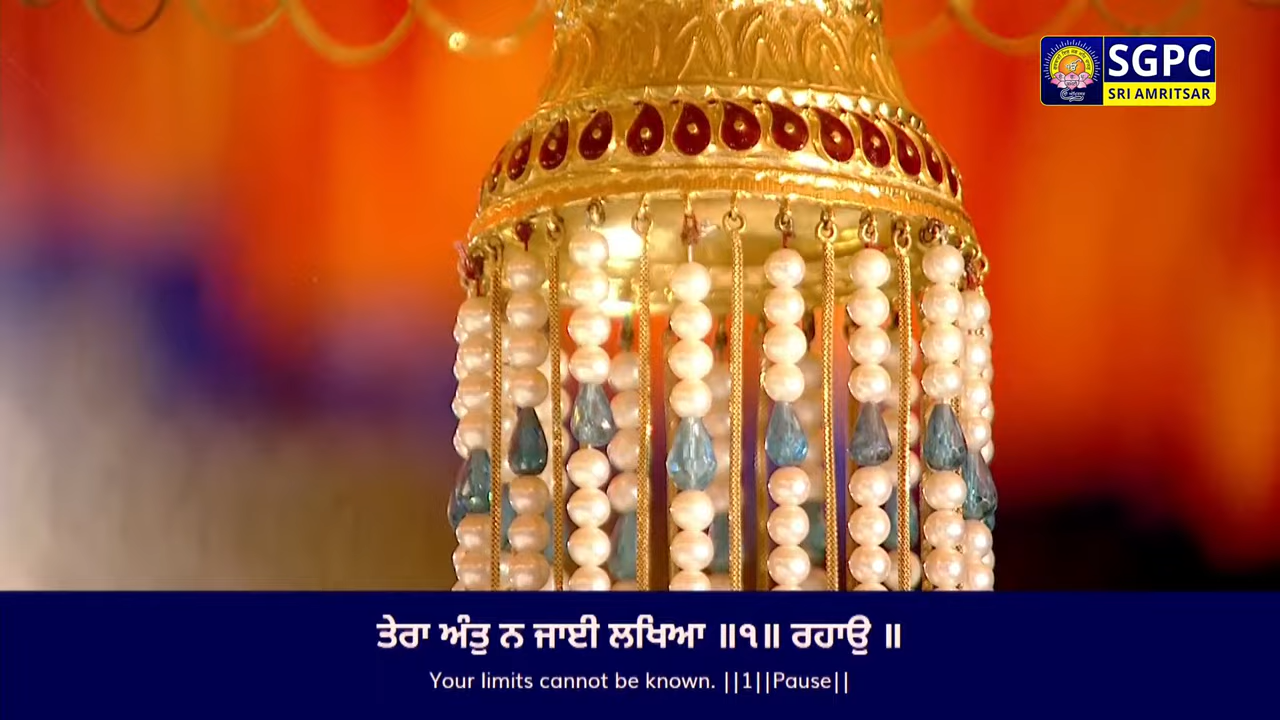 SGPC
SRI AMRITSAR
ਤੇਰਾ ਅੰਤੁ ਨ ਜਾਈ ਲਖਿਆ ॥੧॥ ਰਹਾਉ ॥
Your limits cannot be known. ||1||Pause||